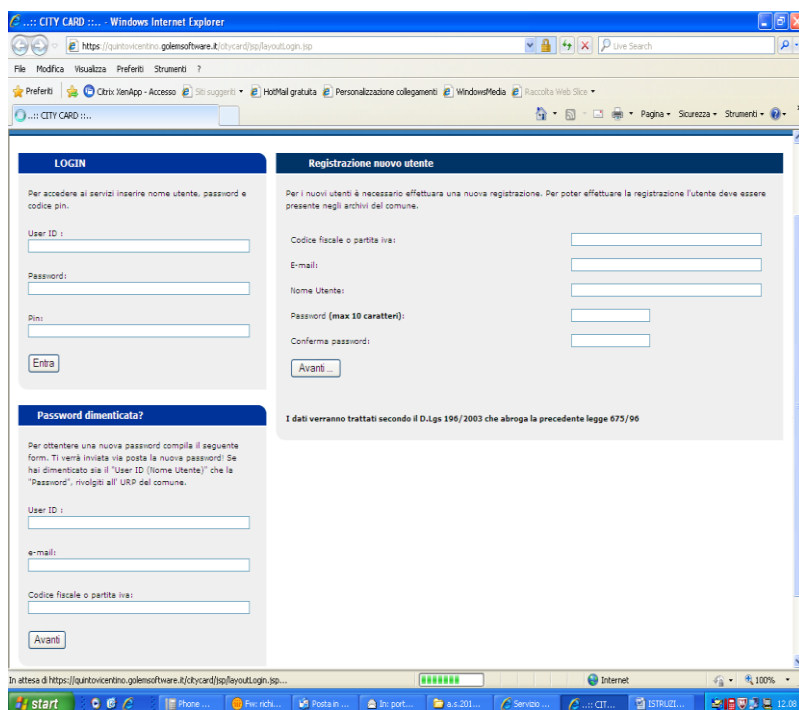 ..:: CITY CARD ::.. - Windows Internet Explorer
https://quintovicentino.golemsoftware.it/citycard/jsp/layoutLogin.jsp
Live Search
File Modifica Visualizza Preferiti Strumenti ?
Preferiti Citrix XenApp - Accesso Siti suggeriti HotMail gratuita Personalizzazione collegamenti WindowsMedia Raccolta Web Slice
..:: CITY CARD ::..
Pagina Sicurezza Strumenti
LOGIN
Per accedere ai servizi inserire nome utente, password e
codice pin.
User ID :
Password:
Pin:
Entra
Password dimenticata?
Per ottentere una nuova password compila il seguente
form. Ti verrà inviata via posta la nuova password! Se
hai dimenticato sia il "User ID (Nome Utente)" che la
"Password", rivolgiti all' URP del comune.
User ID :
e-mail:
Codice fiscale o partita iva:
Avanti
Registrazione nuovo utente
Per i nuovi utenti è necessario effettuara una nuova registrazione. Per poter effettuare la registrazione l'utente deve essere
presente negli archivi del comune.
Codice fiscale o partita iva:
E-mail:
Nome Utente:
Password (max 10 caratteri):
Conferma password:
Avanti ...
I dati verranno trattati secondo il D.Lgs 196/2003 che abroga la precedente legge 675/96
In attesa di https://quintovicentino.golemsoftware.it/citycard/jsp/layoutLogin.jsp...
Internet
100%
start
Phone ...
Fw: richi...
Posta in ...
In: port...
a.s.201...
Servizio ...
..:: CIT...
ISTRUZI...
12.08